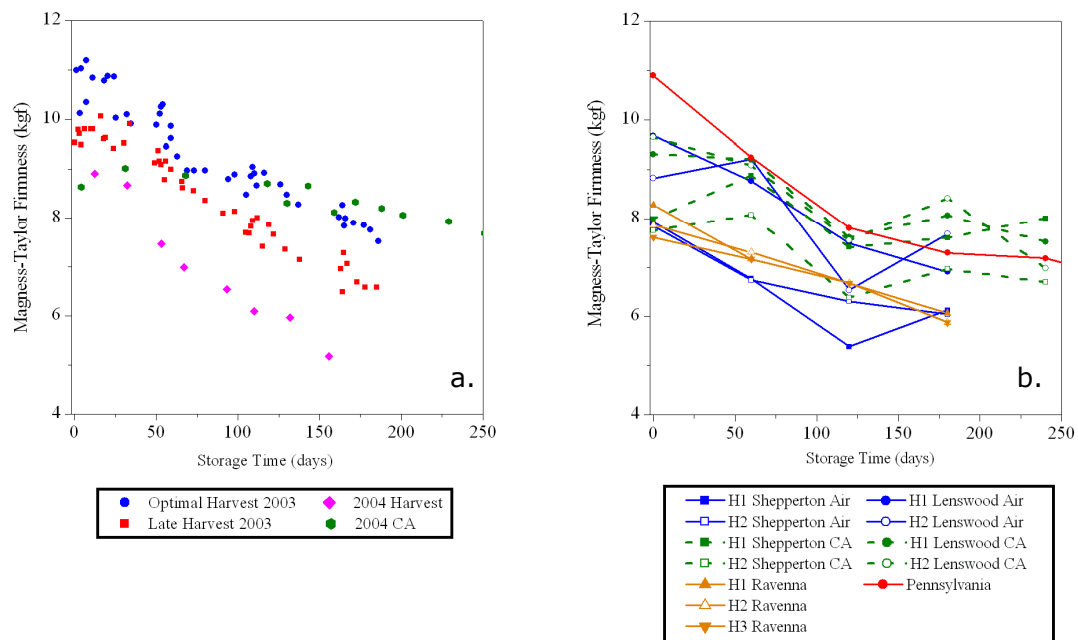 12
10
8
6
4
Magness-Taylor Firmness (kgf)
0
50
100
150
200
250
Storage Time (days)
a.
Optimal Harvest 2003
2004 Harvest
Late Harvest 2003
2004 CA
12
10
8
6
4
Magness-Taylor Firmness (kgf)
0
50
100
150
200
250
Storage Time (days)
b.
H1 Shepperton Air
H1 Lenswood Air
H2 Shepperton Air
H2 Lenswood Air
H1 Shepperton CA
H1 Lenswood CA
H2 Shepperton CA
H2 Lenswood CA
H1 Ravenna
Pennsylvania
H2 Ravenna
H3 Ravenna